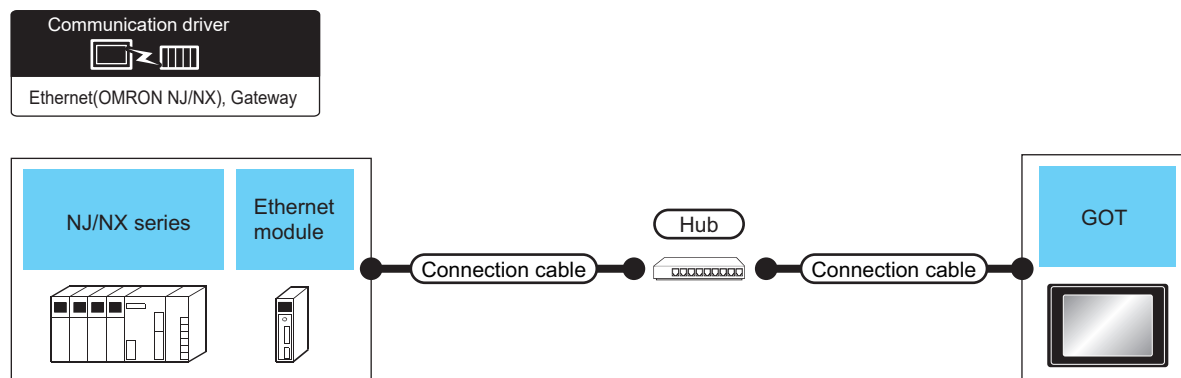 Communication driver
Ethernet(OMRON NJ/NX), Gateway
NJ/NX series
Ethernet
module
Connection cable
Hub
Connection cable
GOT